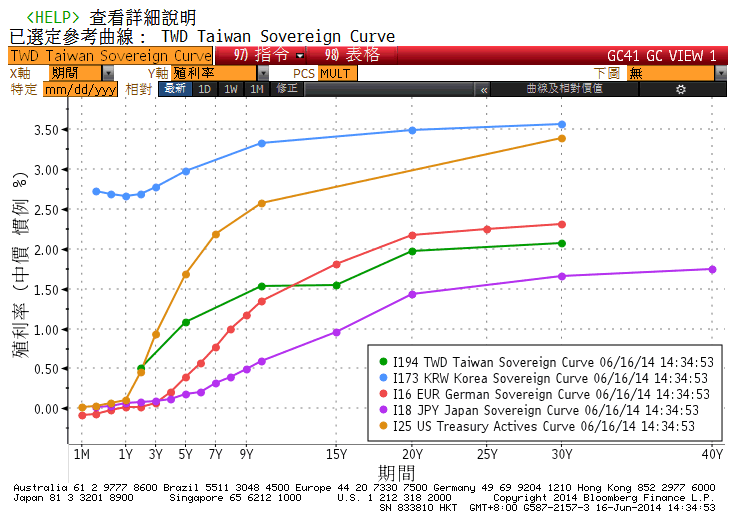 <HELP> 查看詳細說明
已選定參考曲線： TWD Taiwan Sovereign Curve
TWD Taiwan Sovereign Curve 97) 指令 98) 表格 GC41 GC VIEW 1
X軸 期間 Y軸 殖利率 PCS MULT 下圖 無
特定 mm/dd/yyy 相對 最新 1D 1W 1M 修正 « 曲線及相對價值
殖利率 (中價 慣例 %)
3.50
3.00
2.50
2.00
1.50
1.00
0.50
0.00
I194 TWD Taiwan Sovereign Curve 06/16/14 14:34:53
I173 KRW Korea Sovereign Curve 06/16/14 14:34:53
I16 EUR German Sovereign Curve 06/16/14 14:34:53
I18 JPY Japan Sovereign Curve 06/16/14 14:34:53
I25 US Treasury Actives Curve 06/16/14 14:34:53
1M 1Y 3Y 5Y 7Y 9Y 15Y 20Y 25Y 30Y 40Y
期間
Australia 61 2 9777 8600 Brazil 5511 3048 4500 Europe 44 20 7330 7500 Germany 49 69 9204 1210 Hong Kong 852 2977 6000
Japan 81 3 3201 8900 Singapore 65 6212 1000 U.S. 1 212 318 2000 Copyright 2014 Bloomberg Finance L.P.
SN 833810 HKT GMT+8:00 G587-2157-3 16-Jun-2014 14:34:53